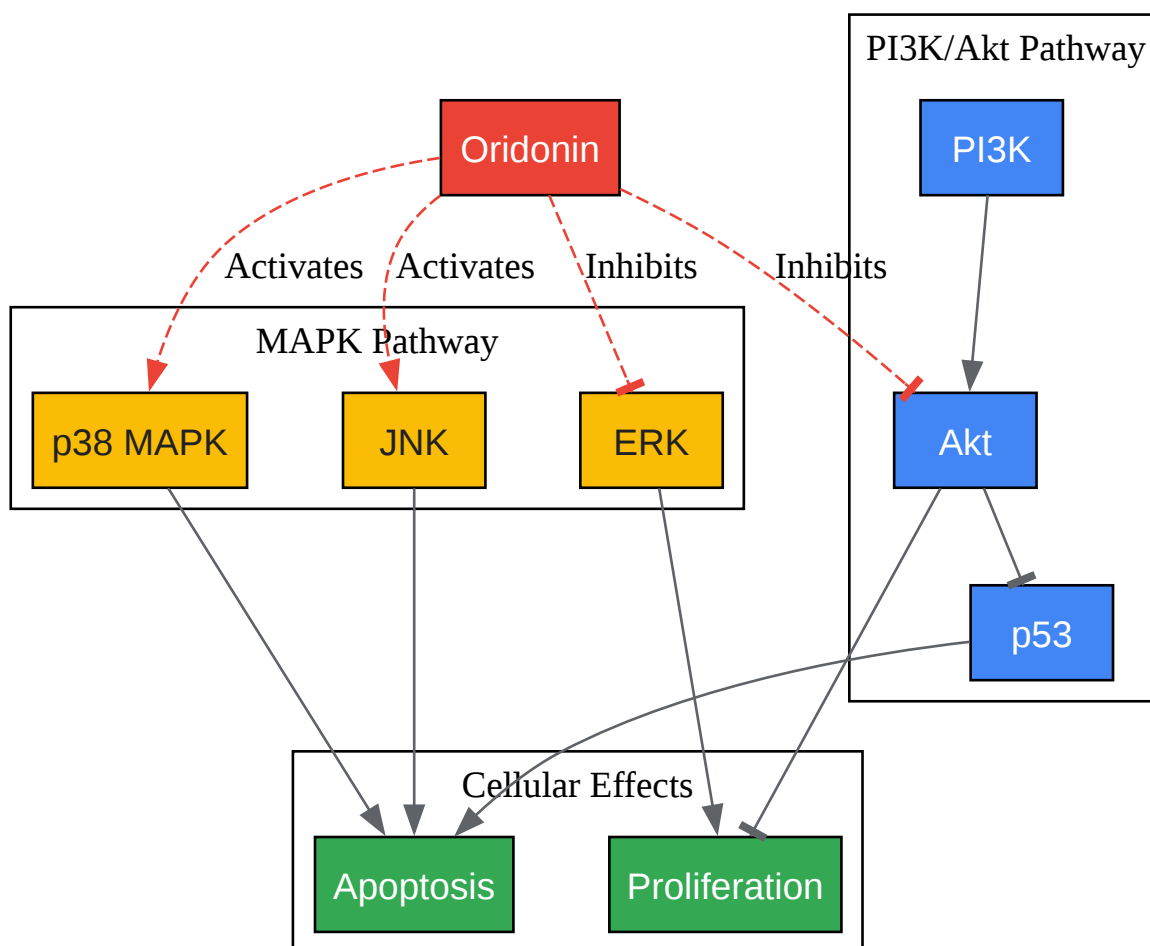 PI3K/Akt Pathway
Oridonin
PI3K
Activates
Activates
Inhibits
Inhibits
MAPK Pathway
p38 MAPK
JNK
ERK
Akt
p53
Cellular Effects
Apoptosis
Proliferation